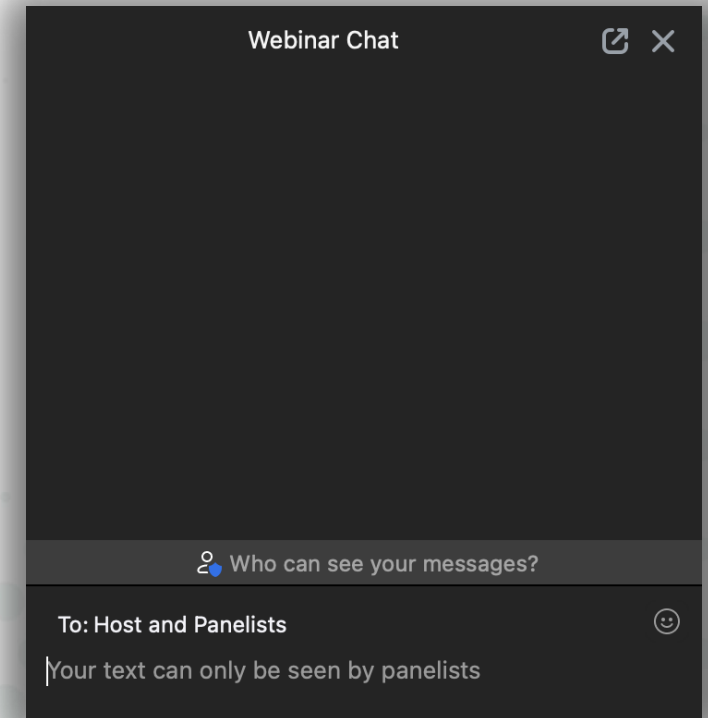 Webinar Chat
Who can see your messages?
To: Host and Panelists
Your text can only be seen by panelists